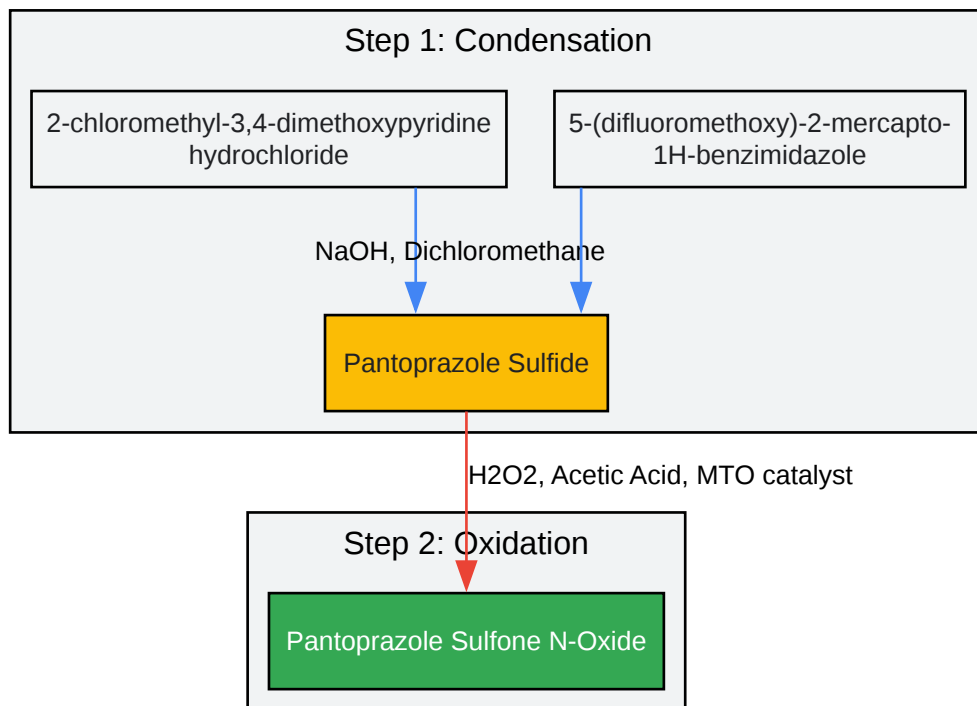 Step 1: Condensation
2-chloromethyl-3,4-dimethoxypyridine
hydrochloride
5-(difluoromethoxy)-2-mercapto-
1H-benzimidazole
NaOH, Dichloromethane
Pantoprazole Sulfide
H2O2, Acetic Acid, MTO catalyst
Step 2: Oxidation
Pantoprazole Sulfone N-Oxide